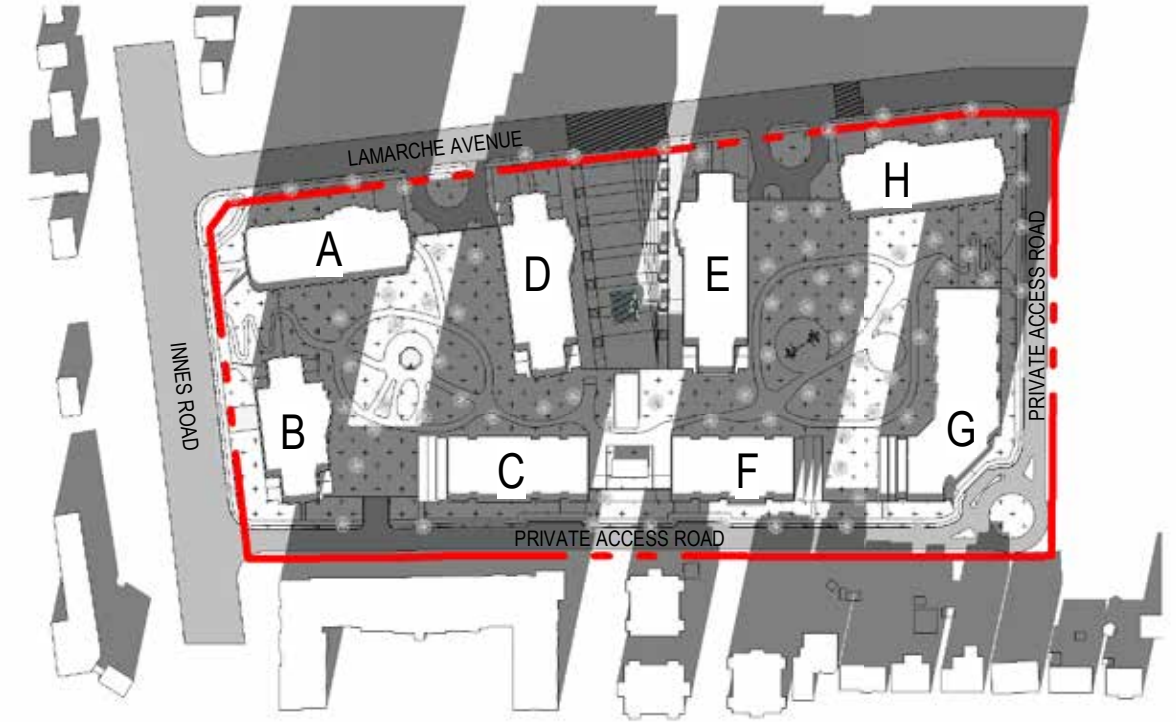 LAMARCHE AVENUE
H
A
D
E
PRIVATE ACCESS ROAD
INNES ROAD
B
C
F
G
PRIVATE ACCESS ROAD